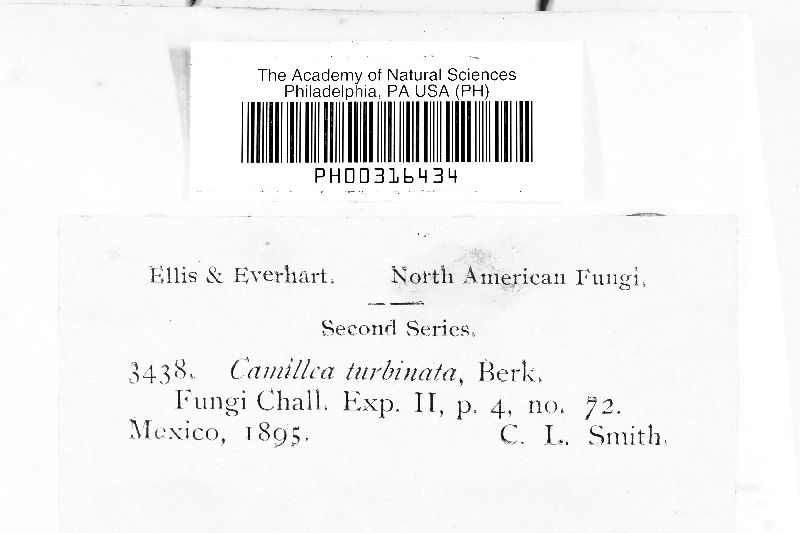 The Academy of Natural Sciences
Philadelphia, PA USA (PH)
PH00316434
Ellis & Everhart. North American Fungi.
Second Series.
3438. Camillea turbinata, Berk.
Fungi Chall. Exp. II, p. 4, no. 72.
Mexico, 1895. C. L. Smith.